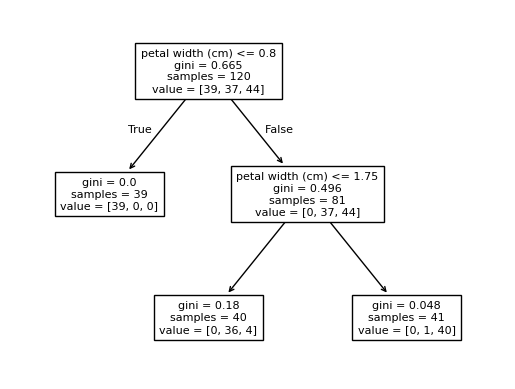 petal width (cm) <= 0.8
gini = 0.665
samples = 120
value = [39, 37, 44]
True
False
gini = 0.0
samples = 39
value = [39, 0, 0]
petal width (cm) <= 1.75
gini = 0.496
samples = 81
value = [0, 37, 44]
gini = 0.18
samples = 40
value = [0, 36, 4]
gini = 0.048
samples = 41
value = [0, 1, 40]